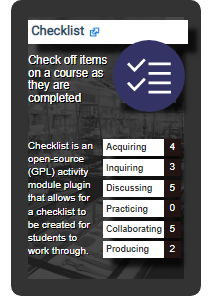 Checklist
Check off items
on a course as
they are
completed
Checklist is an
open-source
(GPL) activity
module plugin
that allows for
a checklist to
be created for
students to
work through.
Acquiring 4
Inquiring 3
Discussing 5
Practicing 0
Collaborating 5
Producing 2